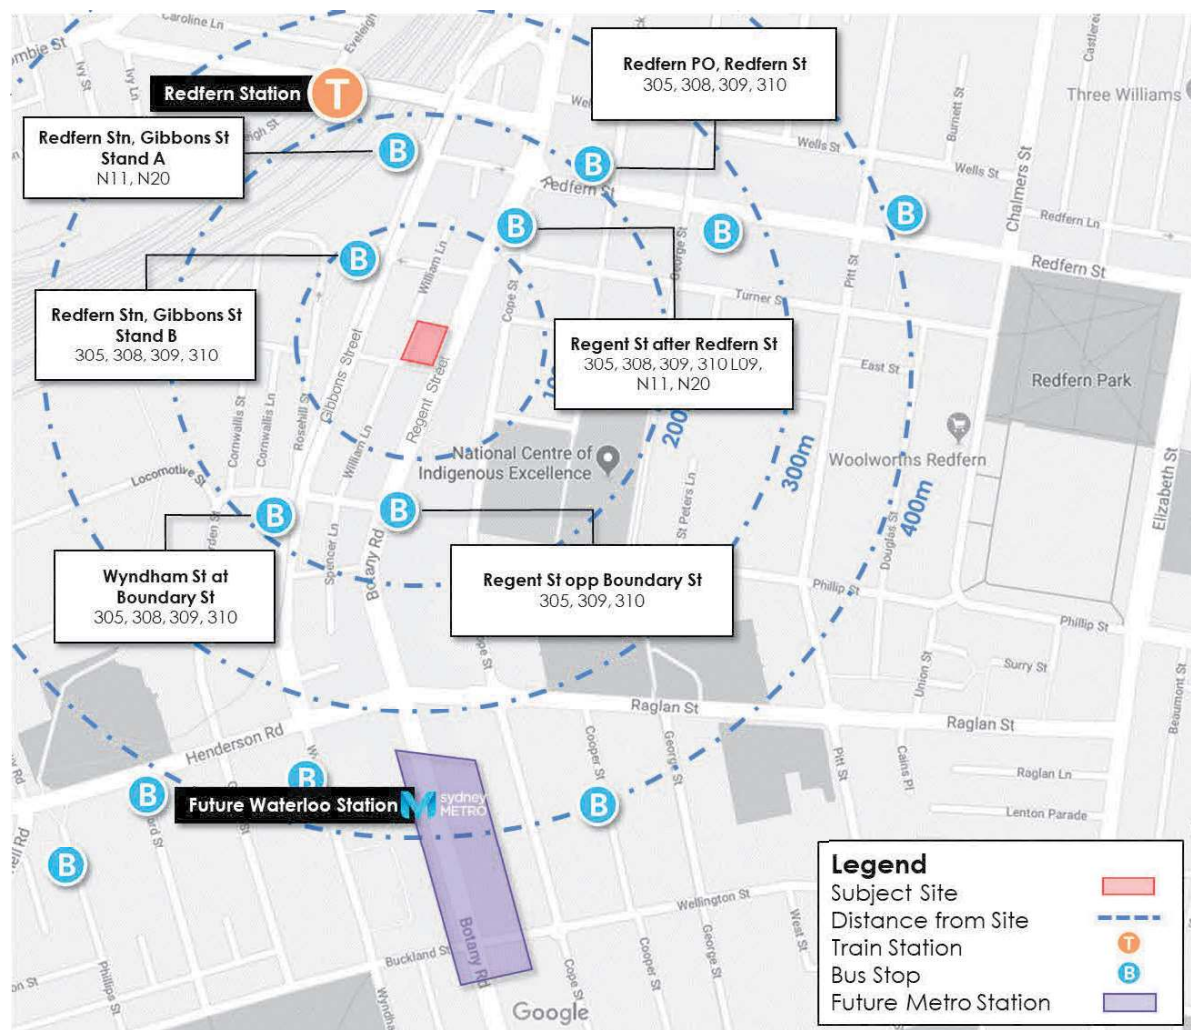 Caroline Ln
Eveleigh
Ivy St
Ivy Ln
Redfern Station
T
Redfern PO, Redfern St
305, 308, 309, 310
Three Williams
Castlerea
Burnett St
Redfern Stn, Gibbons St
Stand A
N11, N20
B
B
Wells St
Wells St
Chalmers St
Redfern St
Redfern Ln
B
B
B
Redfern St
B
William Ln
Cope St
George St
Pitt St
Turner St
Redfern Stn, Gibbons St
Stand B
305, 308, 309, 310
Regent St after Redfern St
305, 308, 309, 310 L09,
N11, N20
East St
Redfern Park
Gibbons Street
Regent Street
200m
300m
400m
Cornwallis St
Cornwallis Ln
Rosehill St
William Ln
National Centre of
Indigenous Excellence
Woolworths Redfern
Locomotive St
St Peters Ln
Douglas St
Elizabeth St
B
B
Spencer Ln
Botany Rd
Wyndham St at
Boundary St
305, 308, 309, 310
Regent St opp Boundary St
305, 309, 310
Phillip St
Phillip St
Union St
Surry St
Beaumont St
Raglan St
Raglan St
Henderson Rd
Cooper St
George St
Pitt St
Cains Pl
Raglan Ln
Lenton Parade
B
B
Future Waterloo Station
sydney
METRO
B
B
Legend
Subject Site
Distance from Site
Train Station
T
Bus Stop
B
Future Metro Station
Wellington St
West St
Botany Rd
Buckland St
Phillips St
Cope St
Cooper St
George St
Google